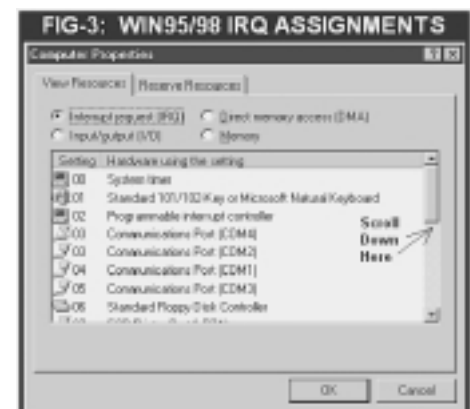 FIG-3: WIN95/98 IRQ ASSIGNMENTS
Computer Properties
View Resources Reserve Resources
Interrupt request (IRQ) Direct memory access (DMA)
Input/output (I/O) Memory
Setting Hardware using the setting
00 System timer
01 Standard 101/102-Key or Microsoft Natural Keyboard
02 Programmable interrupt controller
03 Communications Port (COM4)
03 Communications Port (COM2)
04 Communications Port (COM1)
05 Communications Port (COM3)
06 Standard Floppy Disk Controller
Scroll
Down
Here
OK Cancel